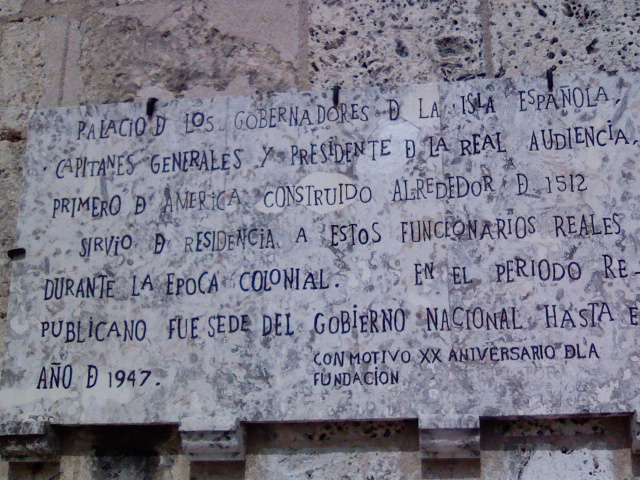 PALACIO D LOS GOBERNADORES D LA ISLA ESPAÑOLA.
CAPITANES GENERALES Y PRESIDENTE D LA REAL AUDIENCIA,
PRIMERO D AMERICA CONSTRUIDO ALREDEDOR D 1512
SIRVIO D RESIDENCIA A ESTOS FUNCIONARIOS REALES
DURANTE LA EPOCA COLONIAL. EN EL PERIODO RE-
PUBLICANO FUE SEDE DEL GOBIERNO NACIONAL HASTA E
AÑO D 1947.
CON MOTIVO XX ANIVERSARIO DLA
FUNDACION